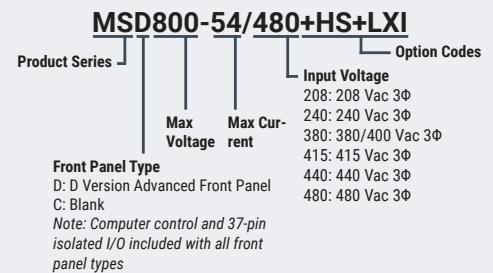 MSD800-54/480+HS+LXI
Product Series
Option Codes
Input Voltage
208: 208 Vac 3Φ
240: 240 Vac 3Φ
380: 380/400 Vac 3Φ
415: 415 Vac 3Φ
440: 440 Vac 3Φ
480: 480 Vac 3Φ
Max
Voltage
Max Cur-
rent
Front Panel Type
D: D Version Advanced Front Panel
C: Blank
Note: Computer control and 37-pin
isolated I/O included with all front
panel types